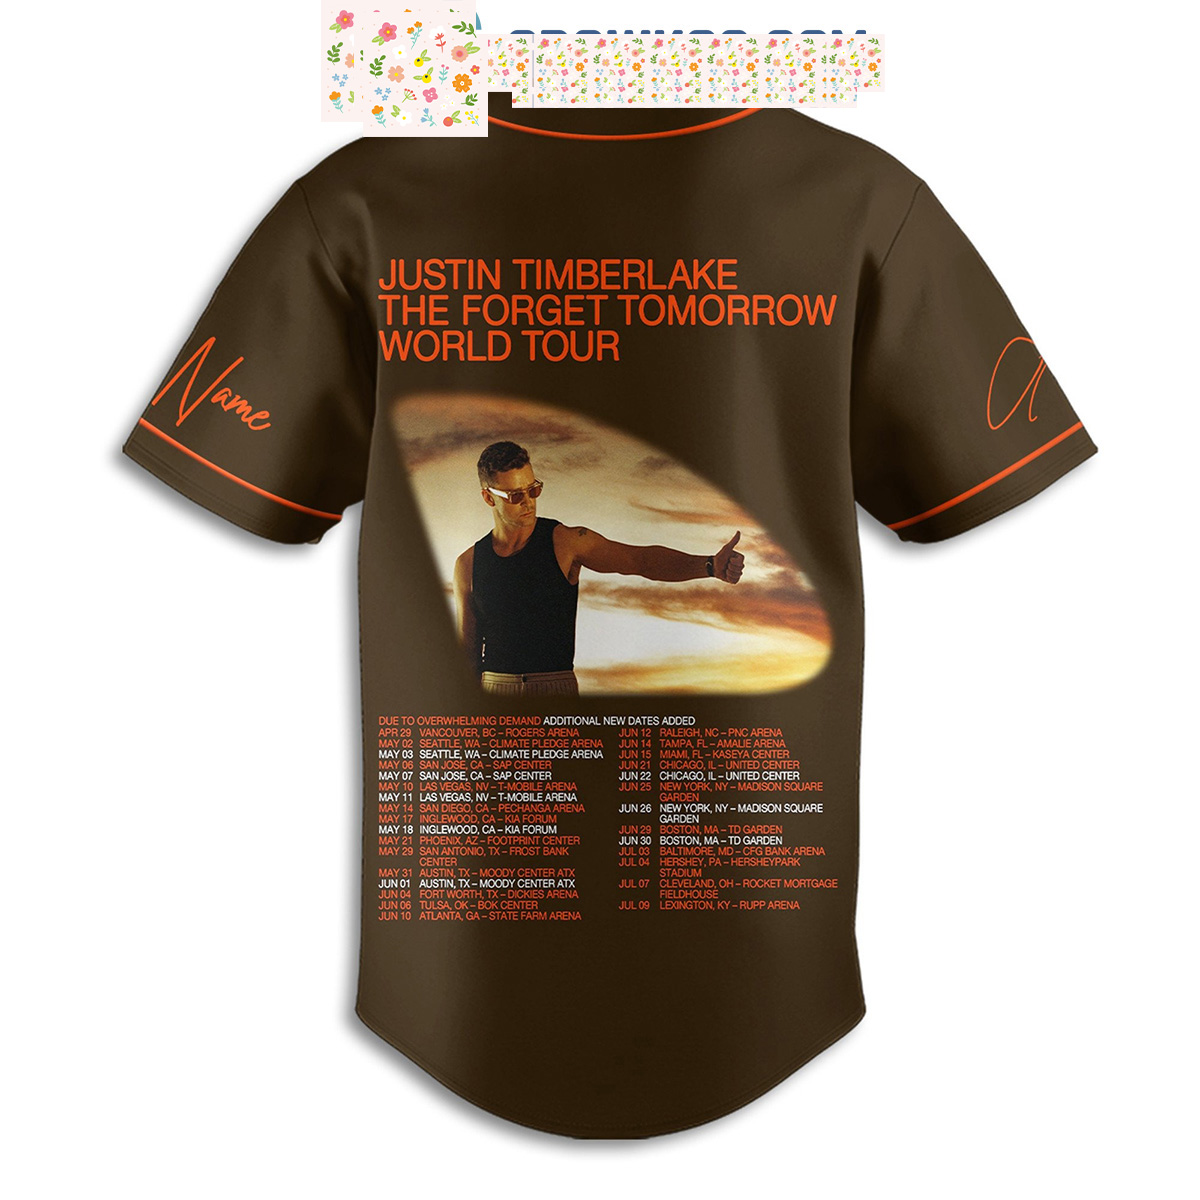 JUSTIN TIMBERLAKE
THE FORGET TOMORROW
WORLD TOUR
Name
DUE TO OVERWHELMING DEMAND ADDITIONAL NEW DATES ADDED
APR 29 VANCOUVER, BC – ROGERS ARENA
MAY 02 SEATTLE, WA – CLIMATE PLEDGE ARENA
MAY 03 SEATTLE, WA – CLIMATE PLEDGE ARENA
MAY 06 SAN JOSE, CA – SAP CENTER
MAY 07 SAN JOSE, CA – SAP CENTER
MAY 10 LAS VEGAS, NV – T-MOBILE ARENA
MAY 11 LAS VEGAS, NV – T-MOBILE ARENA
MAY 14 SAN DIEGO, CA – PECHANGA ARENA
MAY 17 INGLEWOOD, CA – KIA FORUM
MAY 18 INGLEWOOD, CA – KIA FORUM
MAY 21 PHOENIX, AZ – FOOTPRINT CENTER
MAY 29 SAN ANTONIO, TX – FROST BANK
CENTER
MAY 31 AUSTIN, TX – MOODY CENTER ATX
JUN 01 AUSTIN, TX – MOODY CENTER ATX
JUN 04 FORT WORTH, TX – DICKIES ARENA
JUN 06 TULSA, OK – BOK CENTER
JUN 10 ATLANTA, GA – STATE FARM ARENA
JUN 12 RALEIGH, NC – PNC ARENA
JUN 14 TAMPA, FL – AMALIE ARENA
JUN 15 MIAMI, FL – KASEYA CENTER
JUN 21 CHICAGO, IL – UNITED CENTER
JUN 22 CHICAGO, IL – UNITED CENTER
JUN 25 NEW YORK, NY – MADISON SQUARE
GARDEN
JUN 26 NEW YORK, NY – MADISON SQUARE
GARDEN
JUN 29 BOSTON, MA – TD GARDEN
JUN 30 BOSTON, MA – TD GARDEN
JUL 03 BALTIMORE, MD – CFG BANK ARENA
JUL 04 HERSHEY, PA – HERSHEYPARK
STADIUM
JUL 07 CLEVELAND, OH – ROCKET MORTGAGE
FIELDHOUSE
JUL 09 LEXINGTON, KY – RUPP ARENA